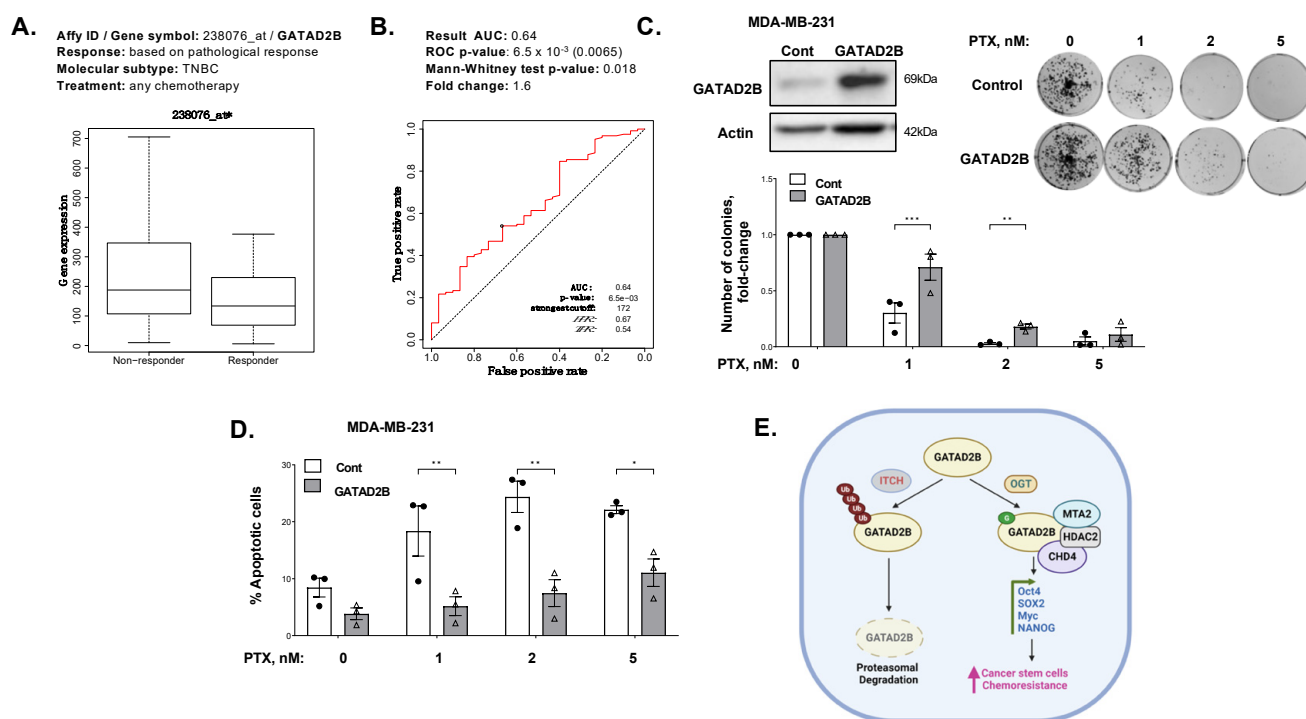 A.
Affy ID / Gene symbol: 238076_at / GATAD2B
Response: based on pathological response
Molecular subtype: TNBC
Treatment: any chemotherapy
238076_at*
Gene expression
700
600
500
400
300
200
100
0
Non-responder
Responder
B.
Result AUC: 0.64
ROC p-value: 6.5 x 10⁻³ (0.0065)
Mann-Whitney test p-value: 0.018
Fold change: 1.6
True positive rate
1.0
0.8
0.6
0.4
0.2
0.0
AUC: 0.64
p-value: 6.5e-03
strongest cutoff: 172
0.67
0.54
1.0 0.8 0.6 0.4 0.2 0.0
False positive rate
C.
MDA-MB-231
Cont GATAD2B
GATAD2B 69kDa
Actin 42kDa
PTX, nM: 0 1 2 5
Control
GATAD2B
Number of colonies,
fold-change
1.0
0.5
0.0
Cont
GATAD2B
***
**
PTX, nM: 0 1 2 5
D.
MDA-MB-231
% Apoptotic cells
30
20
10
0
Cont
GATAD2B
**
**
*
PTX, nM: 0 1 2 5
E.
GATAD2B
ITCH
OGT
Ub
Ub
Ub
Ub
GATAD2B
G
GATAD2B
MTA2
HDAC2
CHD4
Oct4
SOX2
Myc
NANOG
GATAD2B
Proteasomal
Degradation
Cancer stem cells
Chemoresistance